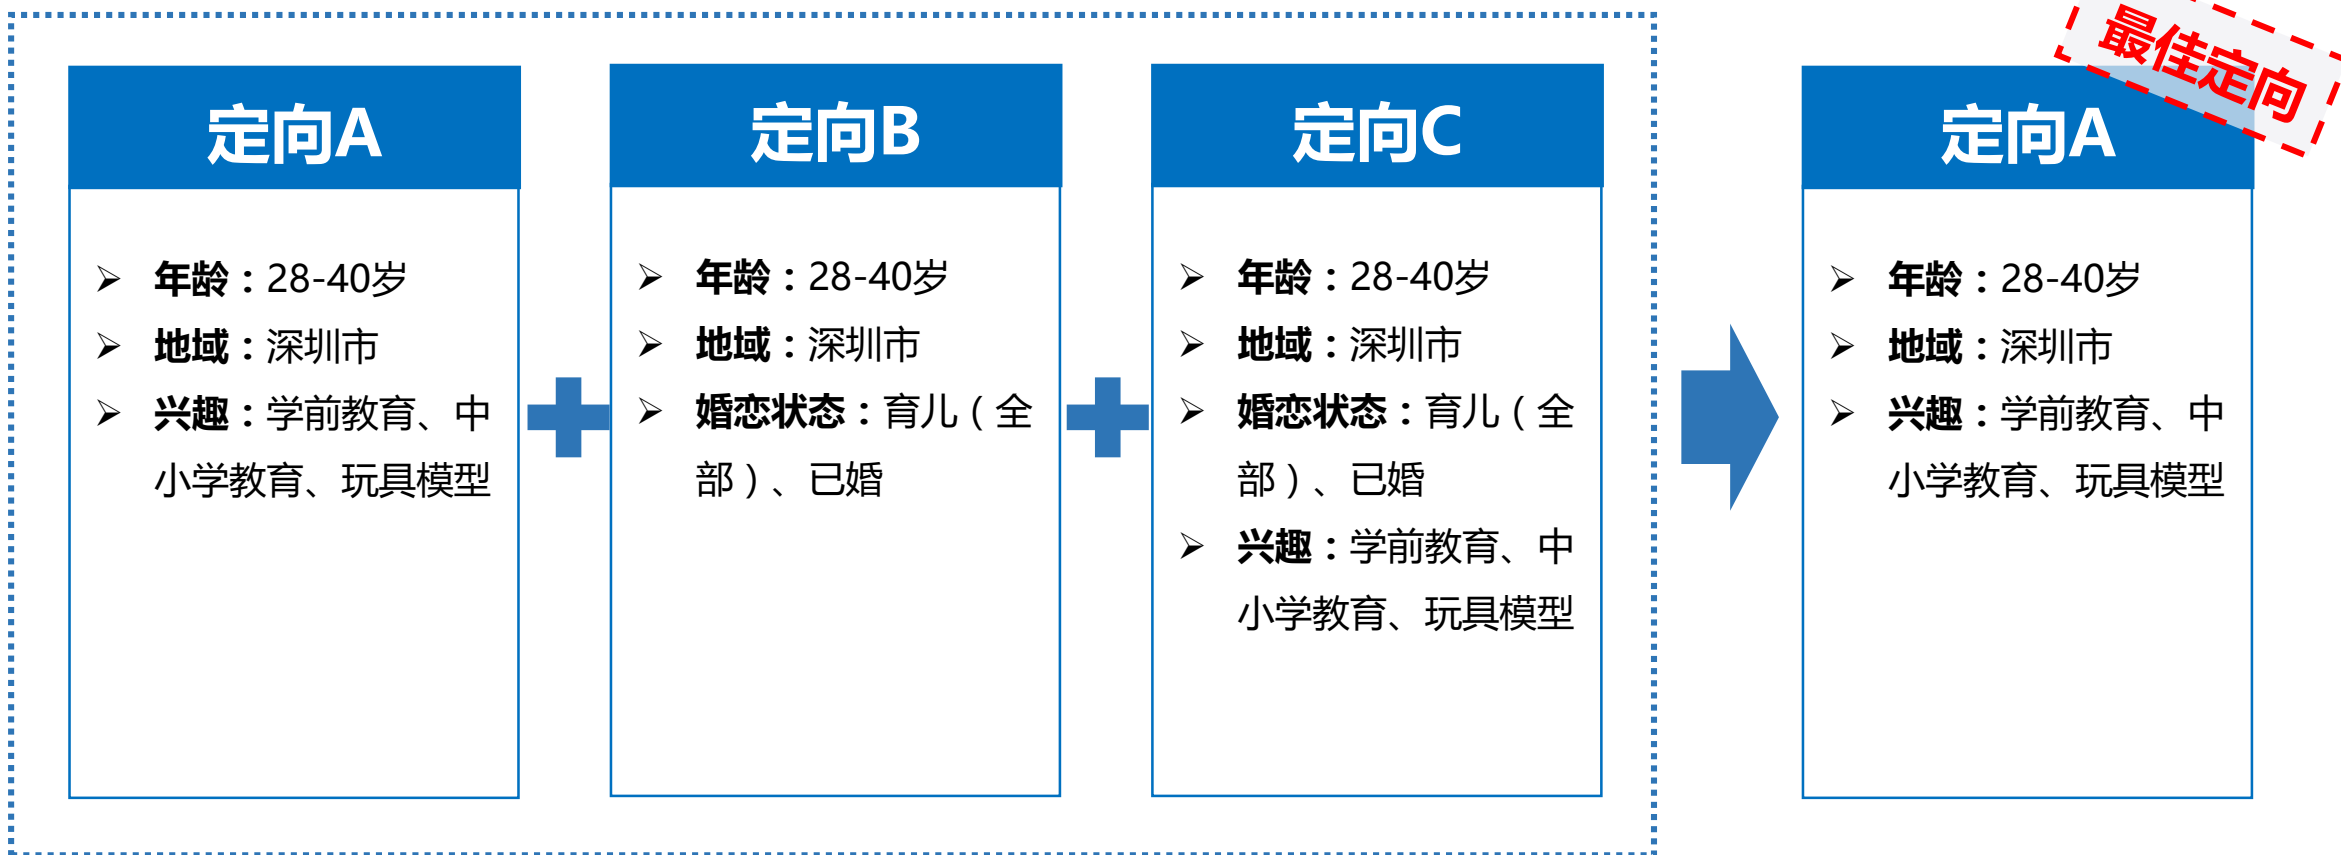 定向A
年龄：28-40岁
地域：深圳市
兴趣：学前教育、中
小学教育、玩具模型
定向B
年龄：28-40岁
地域：深圳市
婚恋状态：育儿（全
部）、已婚
定向C
年龄：28-40岁
地域：深圳市
婚恋状态：育儿（全
部）、已婚
兴趣：学前教育、中
小学教育、玩具模型
最佳定向
定向A
年龄：28-40岁
地域：深圳市
兴趣：学前教育、中
小学教育、玩具模型